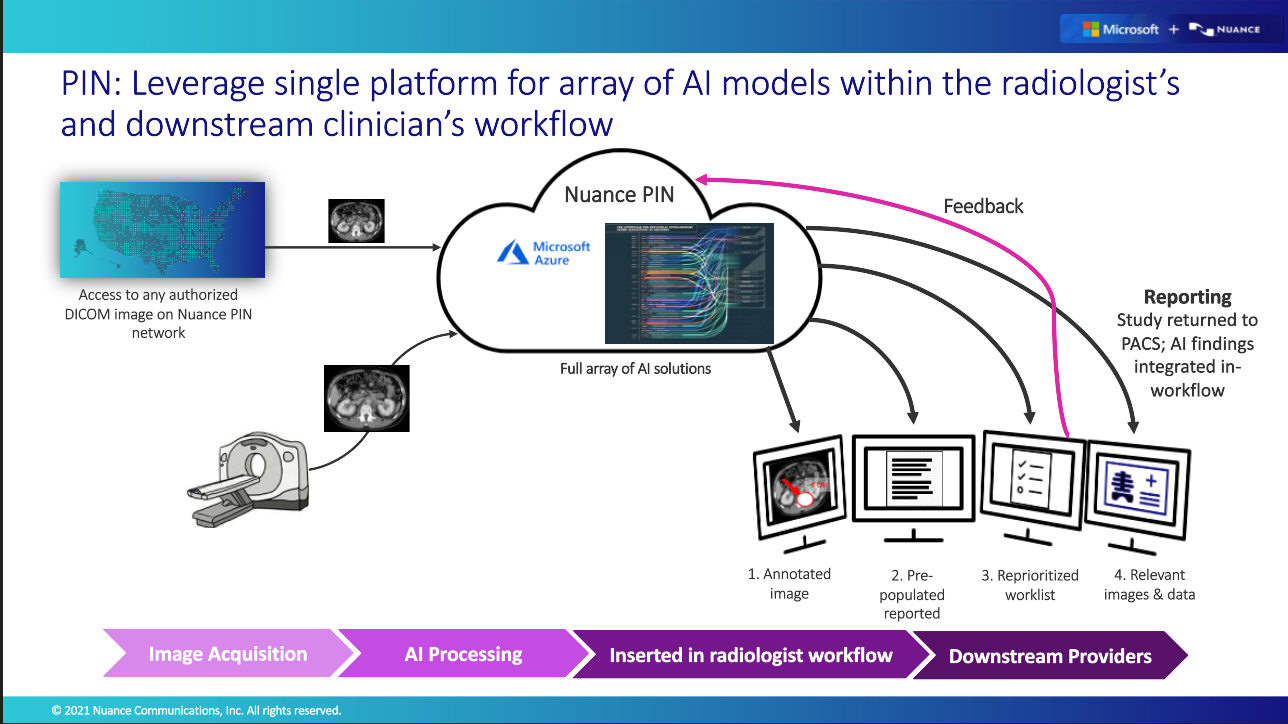 Microsoft + NUANCE
PIN: Leverage single platform for array of AI models within the radiologist's
and downstream clinician's workflow
Nuance PIN
Microsoft
Azure
Feedback
Access to any authorized
DICOM image on Nuance PIN
network
Full array of AI solutions
Reporting
Study returned to
PACS; AI findings
integrated in-
workflow
1. Annotated
image
2. Pre-
populated
reported
3. Reprioritized
worklist
4. Relevant
images & data
Image Acquisition
AI Processing
Inserted in radiologist workflow
Downstream Providers
© 2021 Nuance Communications, Inc. All rights reserved.